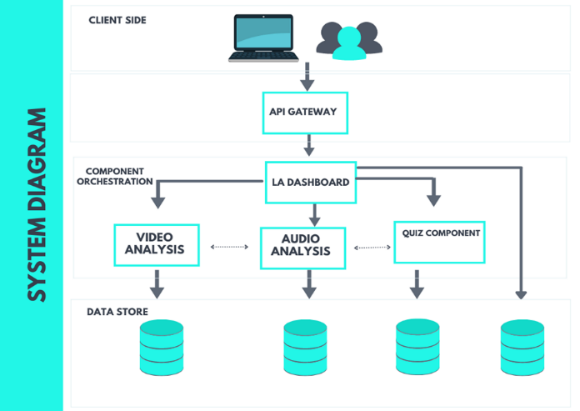 SYSTEM DIAGRAM
CLIENT SIDE
API GATEWAY
COMPONENT
ORCHESTRATION
LA DASHBOARD
VIDEO
ANALYSIS
AUDIO
ANALYSIS
QUIZ COMPONENT
DATA STORE